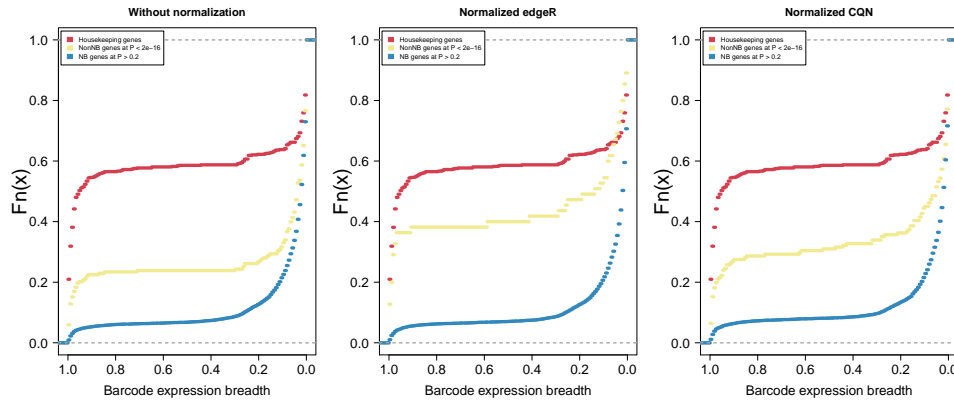 Without normalization
Housekeeping genes
NonNB genes at P < 2e−16
NB genes at P > 0.2
1.0
0.8
0.6
0.4
0.2
0.0
Fn(x)
1.0 0.8 0.6 0.4 0.2 0.0
Barcode expression breadth
Normalized edgeR
Housekeeping genes
NonNB genes at P < 2e−16
NB genes at P > 0.2
1.0
0.8
0.6
0.4
0.2
0.0
Fn(x)
1.0 0.8 0.6 0.4 0.2 0.0
Barcode expression breadth
Normalized CQN
Housekeeping genes
NonNB genes at P < 2e−16
NB genes at P > 0.2
1.0
0.8
0.6
0.4
0.2
0.0
Fn(x)
1.0 0.8 0.6 0.4 0.2 0.0
Barcode expression breadth